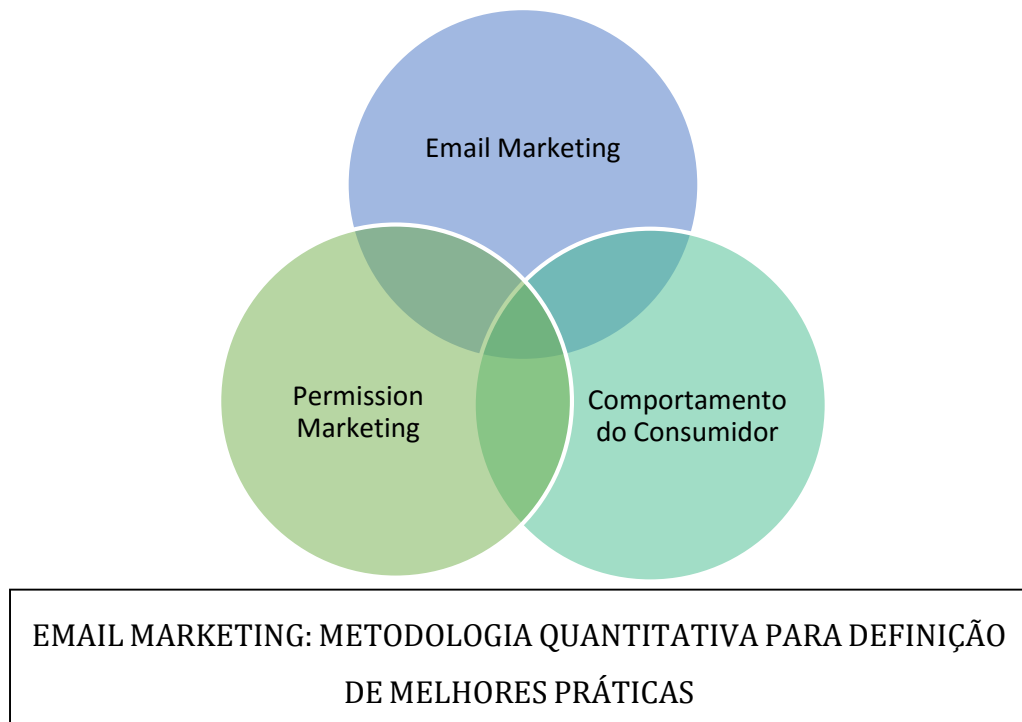 Email Marketing
Permission
Marketing
Comportamento
do Consumidor
EMAIL MARKETING: METODOLOGIA QUANTITATIVA PARA DEFINIÇÃO
DE MELHORES PRÁTICAS